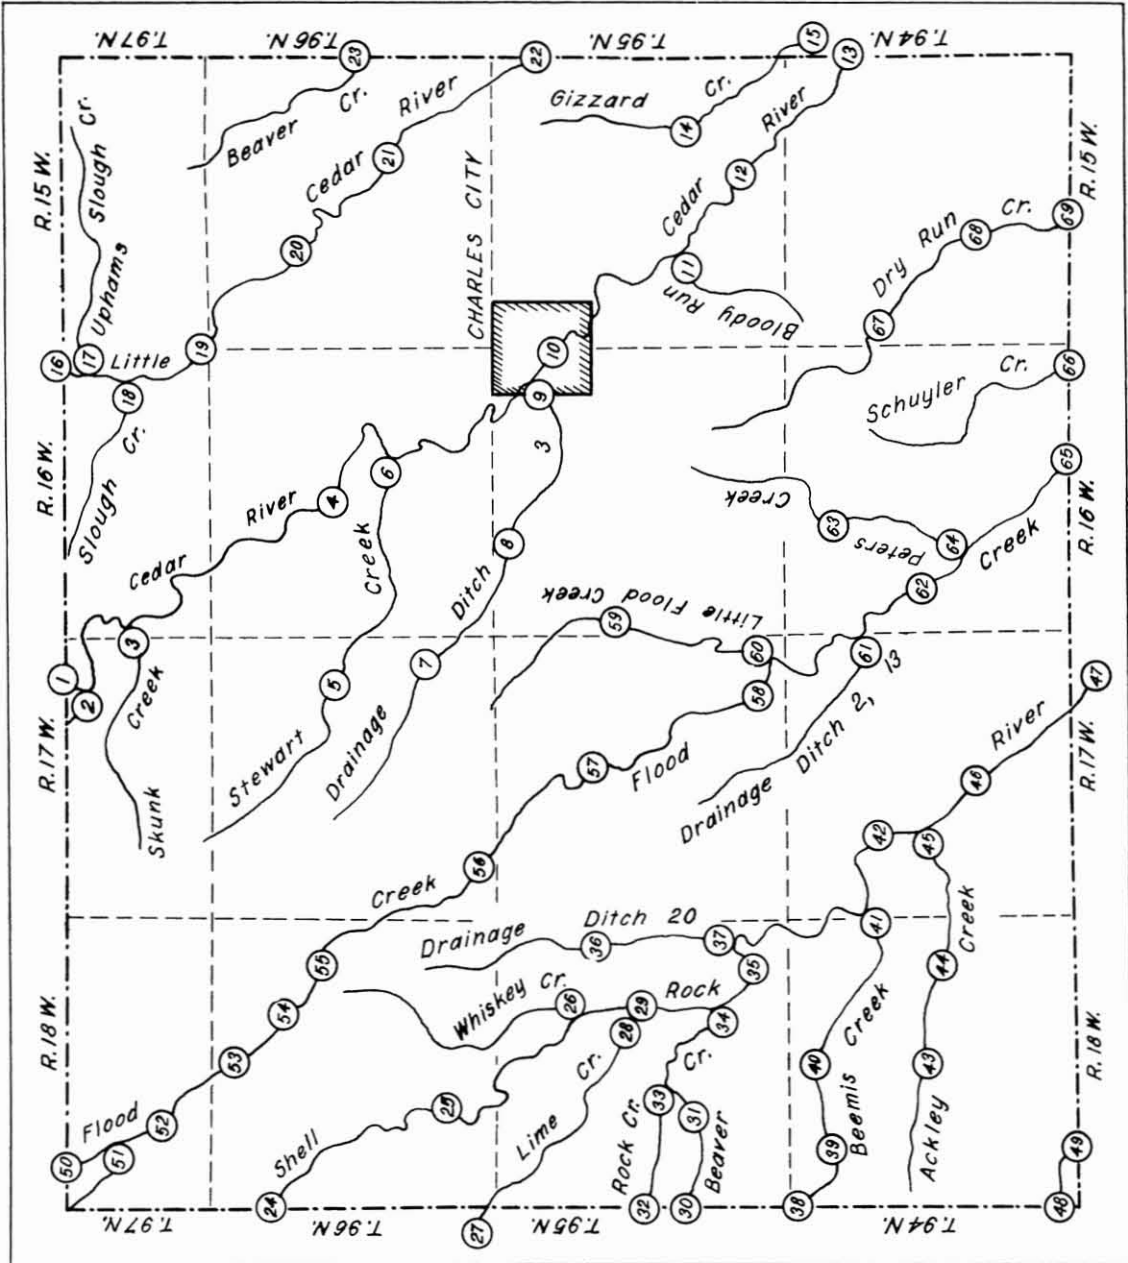 T.97N.
T.96N.
T.95N.
T.94N.
R.15W.
R.16W.
R.17W.
R.18W.
R.15W.
R.16W.
R.17W.
R.18W.
T.97N.
T.96N.
T.95N.
T.94N.
Uphams Slough Cr.
Beaver Cr.
Little Cedar River
Gizzard Cr.
Cedar River
CHARLES CITY
Slough Cr.
Cedar River
Bloody Run
Dry Run Cr.
Schuyler Cr.
Skunk Creek
Stewart Creek
Drainage Ditch 3
Little Flood Creek
Peters Creek
Creek
Drainage Ditch 2, 13
Flood
River
Flood Creek
Drainage Ditch 20
Whiskey Cr.
Shell Rock
Lime Cr.
Rock Cr.
Beaver Cr.
Beemis Creek
Ackley Creek
1
2
3
4
5
6
7
8
9
10
11
12
13
14
15
16
17
18
19
20
21
22
23
24
25
26
27
28
29
30
31
32
33
34
35
36
37
38
39
40
41
42
43
44
45
46
47
48
49
50
51
52
53
54
55
56
57
58
59
60
61
62
63
64
65
66
67
68
69